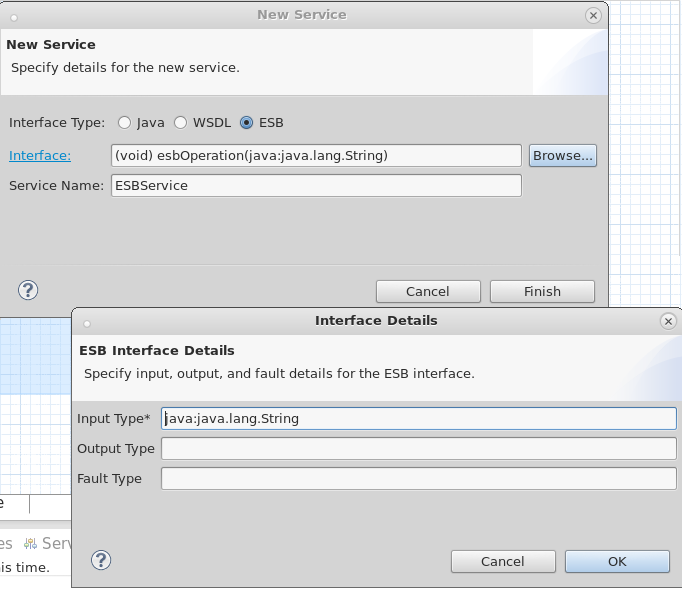 New Service
New Service
Specify details for the new service.
Interface Type: Java WSDL ESB
Interface: (void) esbOperation(java:java.lang.String) Browse...
Service Name: ESBService
? Cancel Finish
Interface Details
ESB Interface Details
Specify input, output, and fault details for the ESB interface.
Input Type* java:java.lang.String
Output Type
Fault Type
e
es Serv
is time.
? Cancel OK